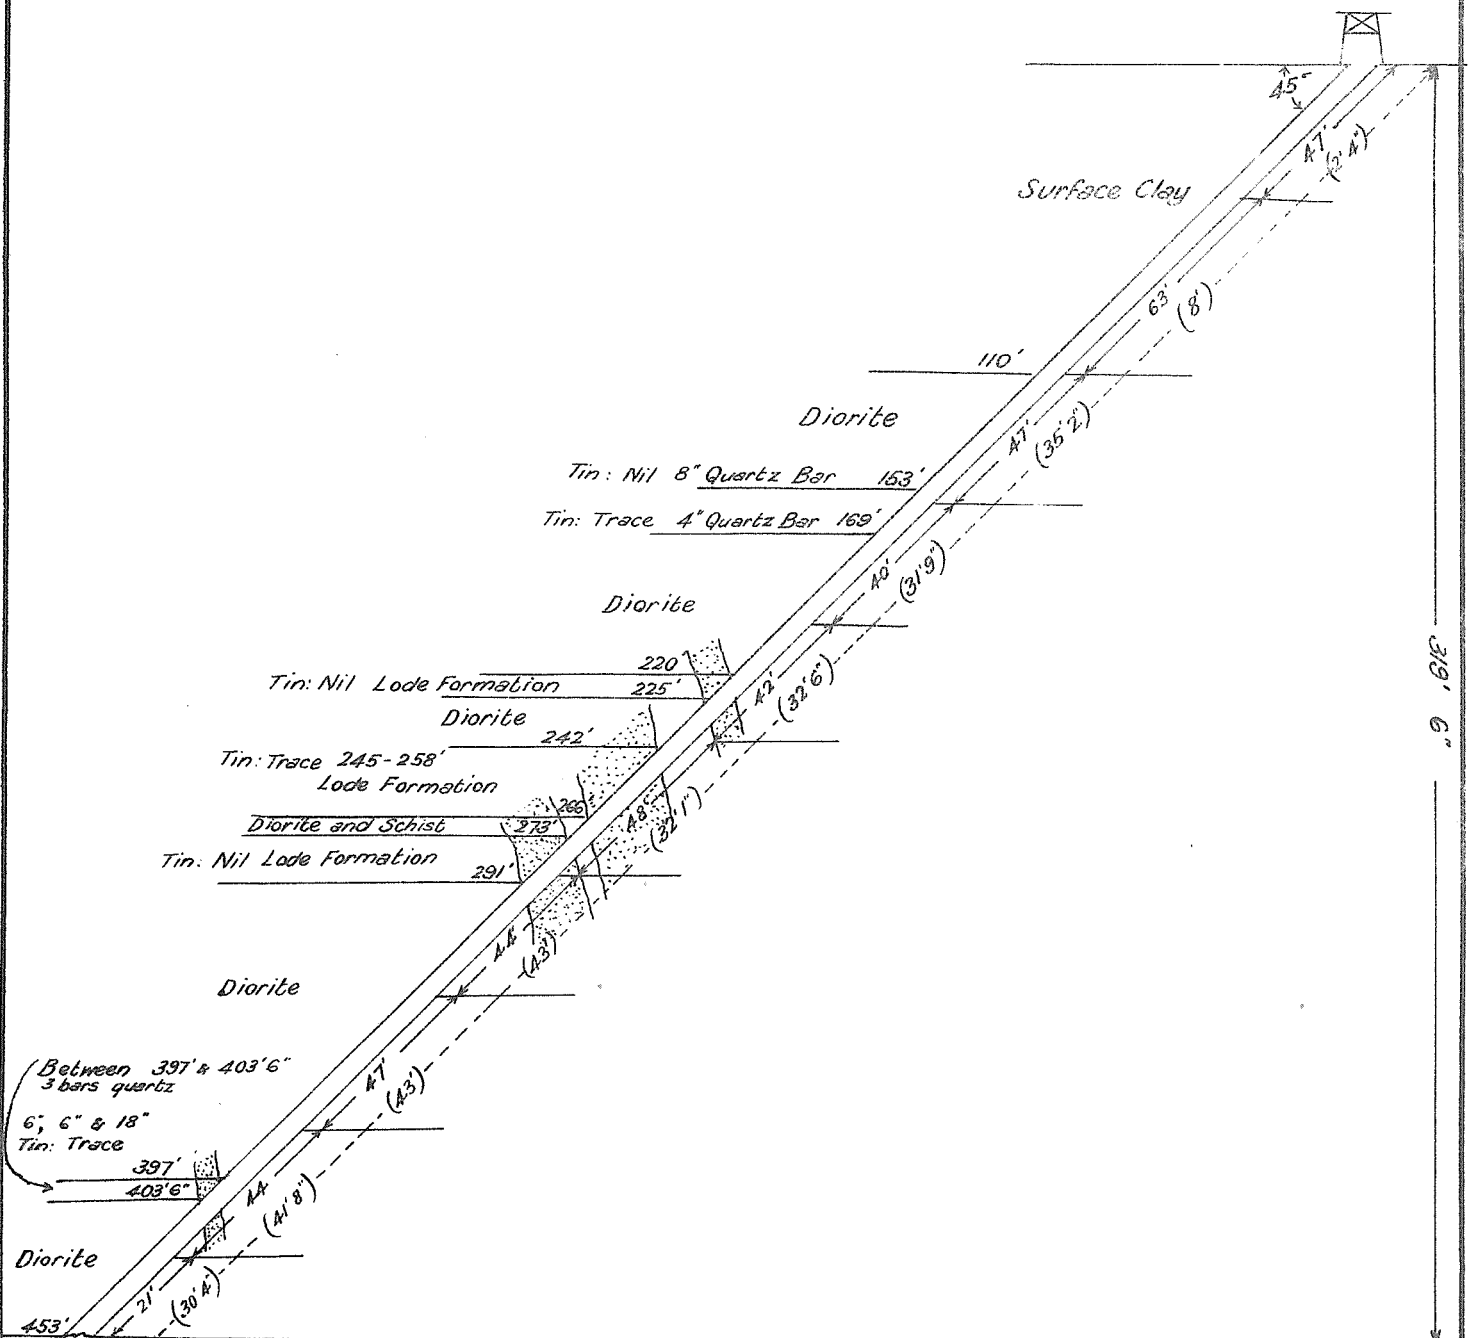 45°
47'
(2' 4")
Surface Clay
63'
(8')
110'
Diorite
47'
(35' 2")
Tin: Nil 8" Quartz Bar 153'
Tin: Trace 4" Quartz Bar 169'
40'
(31'9")
Diorite
319' 6"
220'
Tin: Nil Lode Formation 225'
42'
(32'6")
Diorite
242'
Tin: Trace 245-258'
Lode Formation
266'
48'
(32'1")
Diorite and Schist 273'
Tin: Nil Lode Formation
291'
44'
(43')
Diorite
Between 397' & 403'6"
3 bars quartz
6", 6" & 18"
Tin: Trace
47'
(43')
397'
403'6"
44'
(41'8")
Diorite
21'
(30'4")
453'